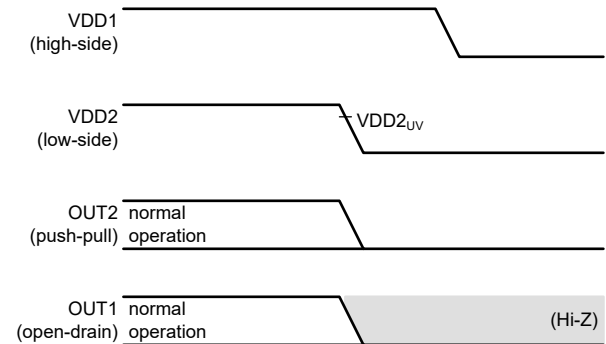 VDD1
(high-side)
VDD2
(low-side)
VDD2UV
OUT2
(push-pull)
normal
operation
OUT1
(open-drain)
normal
operation
(Hi-Z)